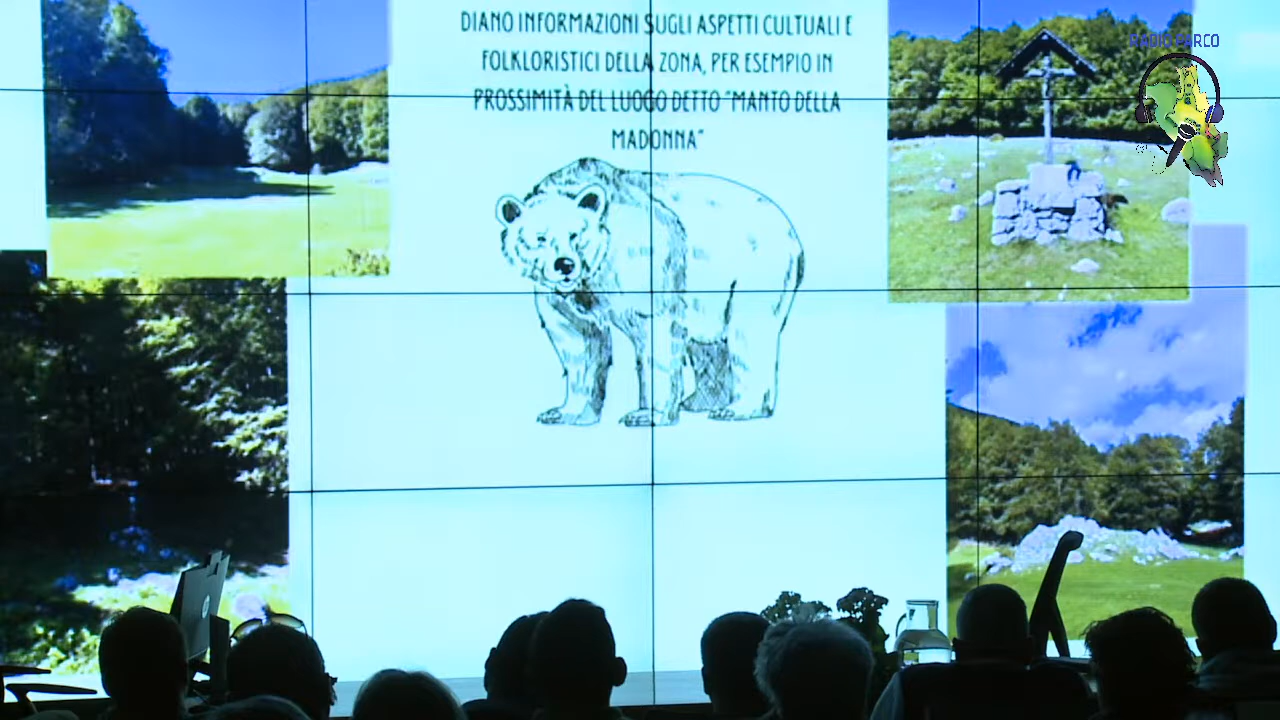 DIANO INFORMAZIONI SUGLI ASPETTI CULTUALI E
FOLKLORISTICI DELLA ZONA, PER ESEMPIO IN
PROSSIMITÀ DEL LUOGO DETTO "MANTO DELLA
MADONNA"
RADIO PARCO